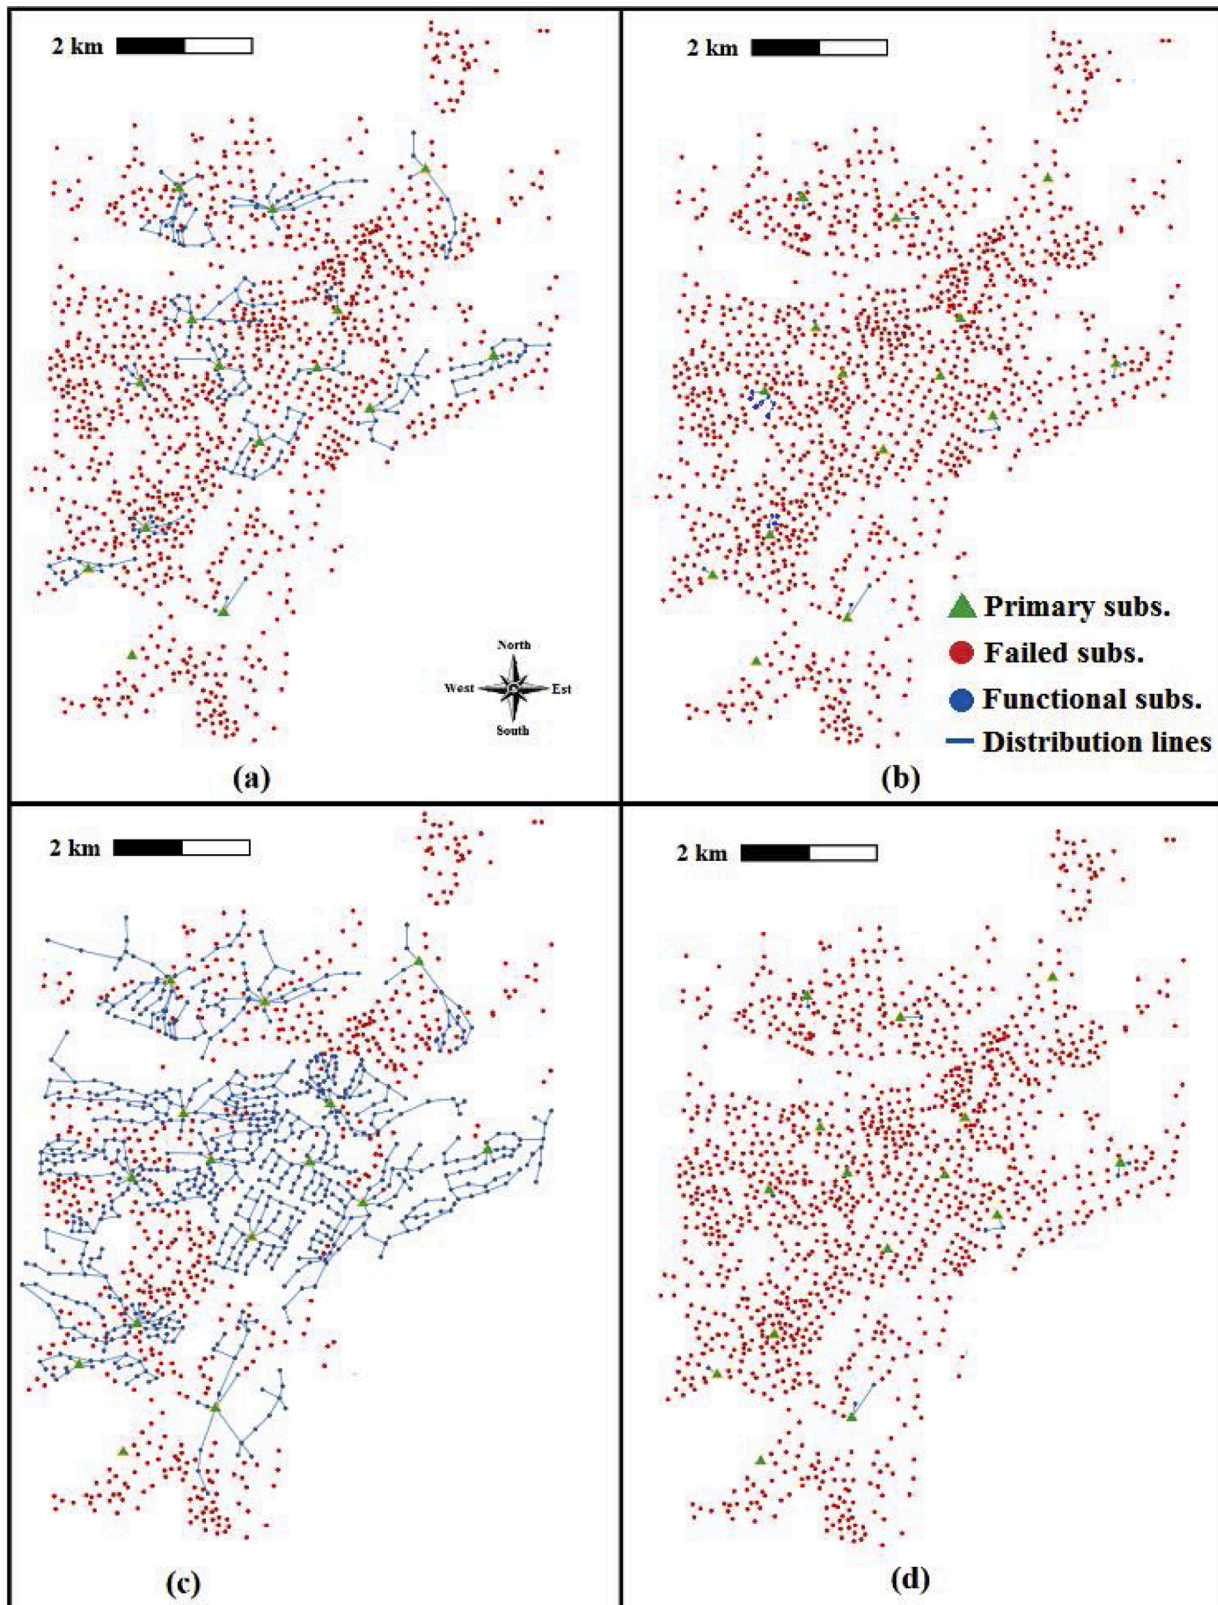 2 km
2 km
North
West
Est
South
Primary subs.
Failed subs.
Functional subs.
Distribution lines
(a)
(b)
2 km
2 km
(c)
(d)